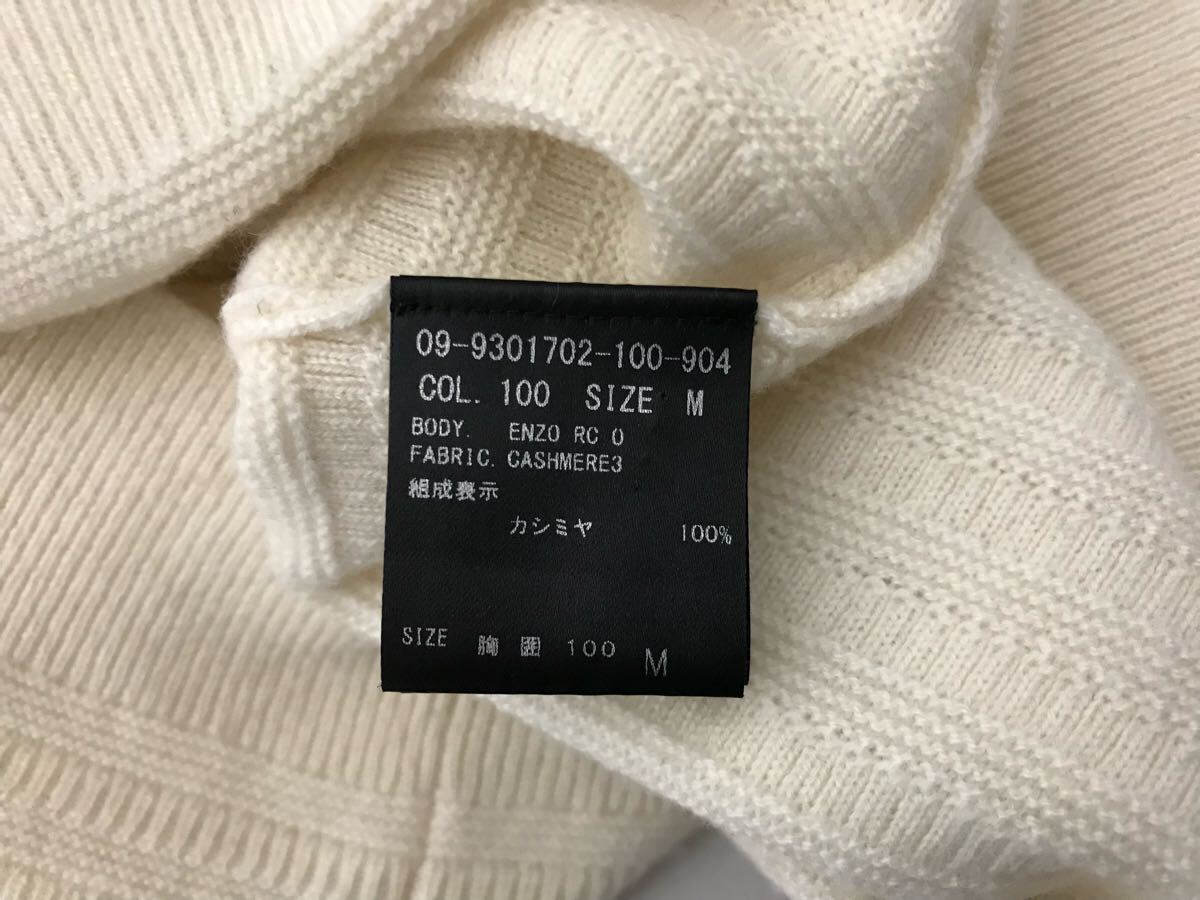 09-9301702-100-904
COL. 100 SIZE M
BODY. ENZO RC 0
FABRIC. CASHMERE3
組成表示
カシミヤ 100%
SIZE 胸囲 100 M